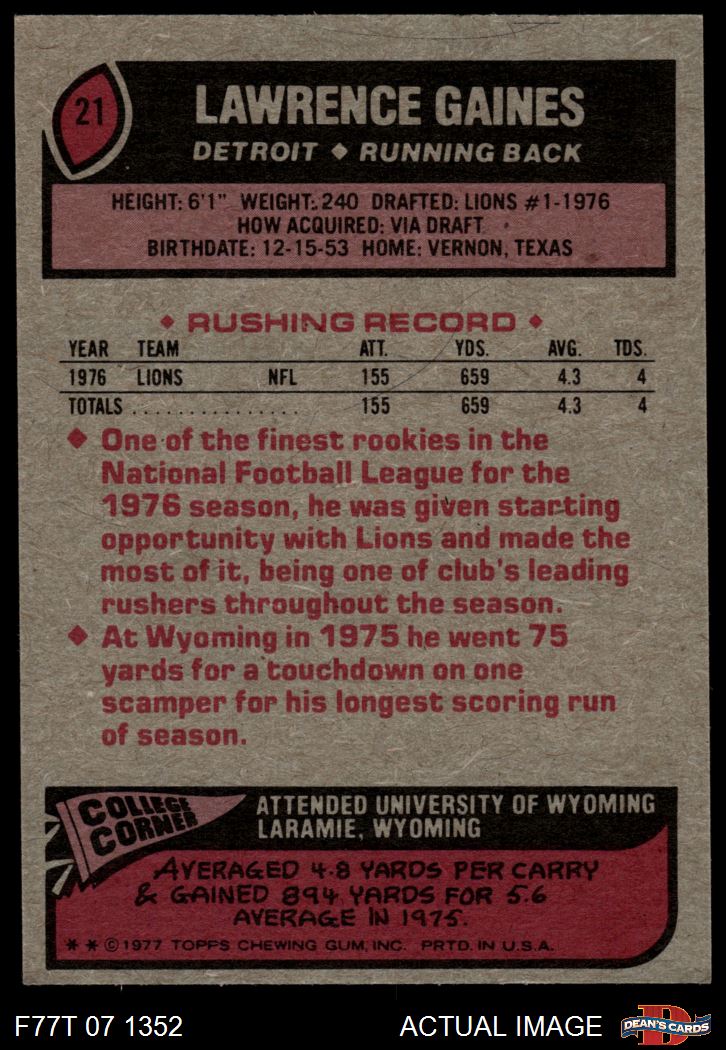 21
LAWRENCE GAINES
DETROIT ◆ RUNNING BACK
HEIGHT: 6'1" WEIGHT: 240 DRAFTED: LIONS #1-1976
HOW ACQUIRED: VIA DRAFT
BIRTHDATE: 12-15-53 HOME: VERNON, TEXAS
◆ RUSHING RECORD ◆
YEAR TEAM ATT. YDS. AVG. TDS.
1976 LIONS NFL 155 659 4.3 4
TOTALS . . . . . . . . . . . . . . . 155 659 4.3 4
◆ One of the finest rookies in the
National Football League for the
1976 season, he was given starting
opportunity with Lions and made the
most of it, being one of club's leading
rushers throughout the season.
◆ At Wyoming in 1975 he went 75
yards for a touchdown on one
scamper for his longest scoring run
of season.
COLLEGE
CORNER
ATTENDED UNIVERSITY OF WYOMING
LARAMIE, WYOMING
AVERAGED 4.8 YARDS PER CARRY
& GAINED 894 YARDS FOR 5.6
AVERAGE IN 1975.
* * © 1977 TOPPS CHEWING GUM, INC. PRTD. IN U.S.A.
F77T 07 1352
ACTUAL IMAGE
D
DEAN'S CARDS